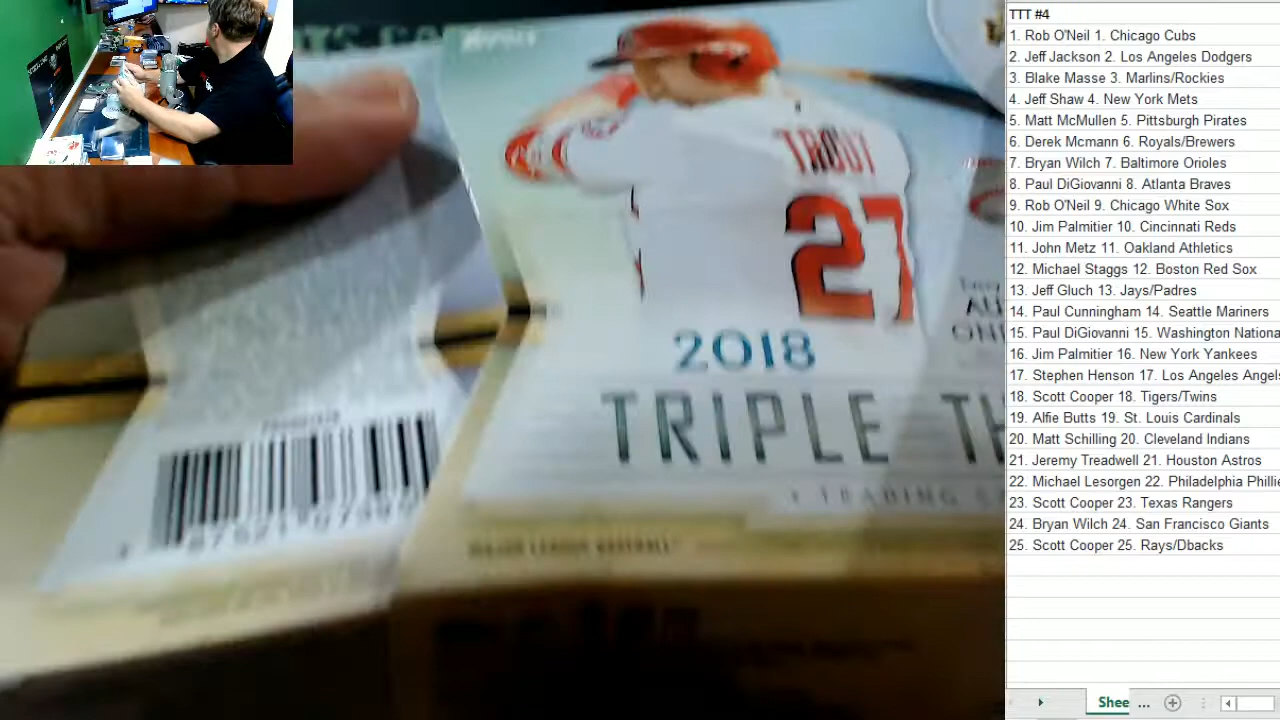 TROUT
27
2018
TRIPLE TH
TRADING
MAJOR LEAGUE BASEBALL
TTT #4
1. Rob O'Neil 1. Chicago Cubs
2. Jeff Jackson 2. Los Angeles Dodgers
3. Blake Masse 3. Marlins/Rockies
4. Jeff Shaw 4. New York Mets
5. Matt McMullen 5. Pittsburgh Pirates
6. Derek Mcmann 6. Royals/Brewers
7. Bryan Wilch 7. Baltimore Orioles
8. Paul DiGiovanni 8. Atlanta Braves
9. Rob O'Neil 9. Chicago White Sox
10. Jim Palmitier 10. Cincinnati Reds
11. John Metz 11. Oakland Athletics
12. Michael Staggs 12. Boston Red Sox
13. Jeff Gluch 13. Jays/Padres
14. Paul Cunningham 14. Seattle Mariners
15. Paul DiGiovanni 15. Washington Nationa
16. Jim Palmitier 16. New York Yankees
17. Stephen Henson 17. Los Angeles Angels
18. Scott Cooper 18. Tigers/Twins
19. Alfie Butts 19. St. Louis Cardinals
20. Matt Schilling 20. Cleveland Indians
21. Jeremy Treadwell 21. Houston Astros
22. Michael Lesorgen 22. Philadelphia Phillie
23. Scott Cooper 23. Texas Rangers
24. Bryan Wilch 24. San Francisco Giants
25. Scott Cooper 25. Rays/Dbacks
Shee ...